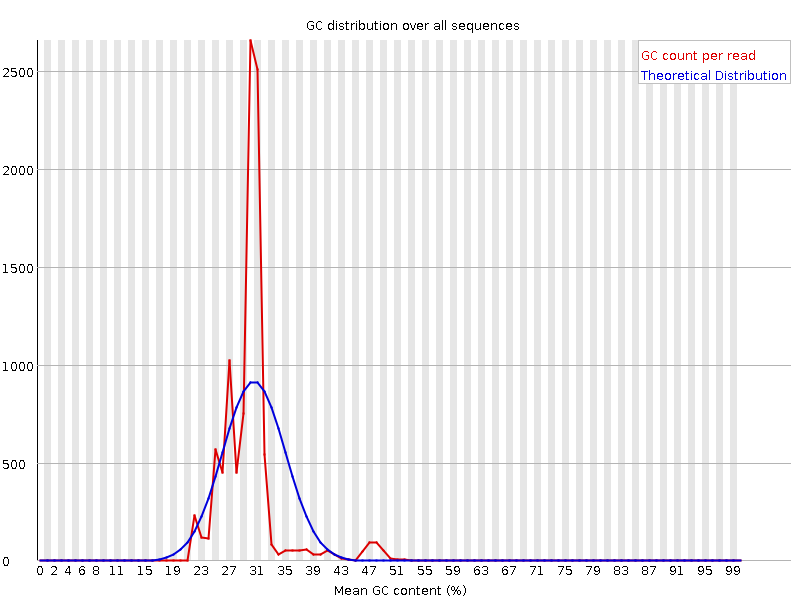 GC distribution over all sequences
GC count per read
Theoretical Distribution
2500
2000
1500
1000
500
0
0 2 4 6 8 11 15 19 23 27 31 35 39 43 47 51 55 59 63 67 71 75 79 83 87 91 95 99
Mean GC content (%)